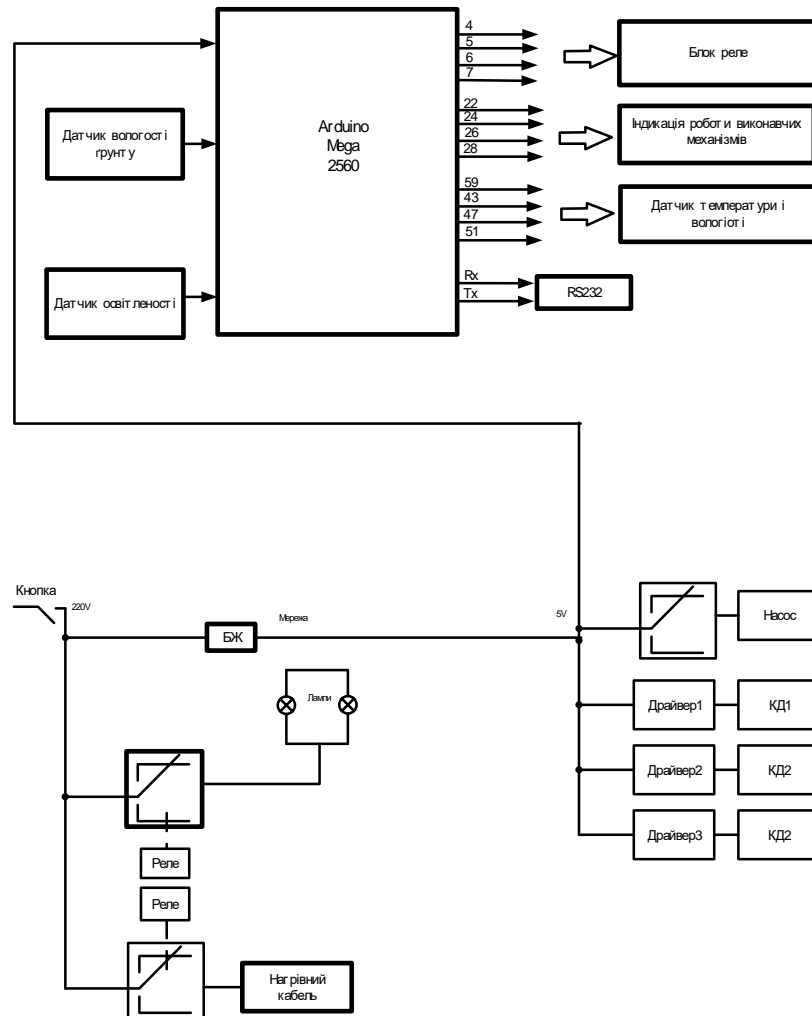 4
5
6
7
Блок реле
Датчик вологості
ґрунту
Arduino
Mega
2560
22
24
26
28
Індикація роботи виконавчих
механізмів
59
43
47
51
Датчик температури і
вологіоті
Датчик освітленості
Rx
Tx
RS232
Кнопка
220V
БЖ
Мережа
5V
Насос
Лампи
Драйвер1
КД1
Драйвер2
КД2
Драйвер3
КД2
Реле
Реле
Нагрівний
кабель